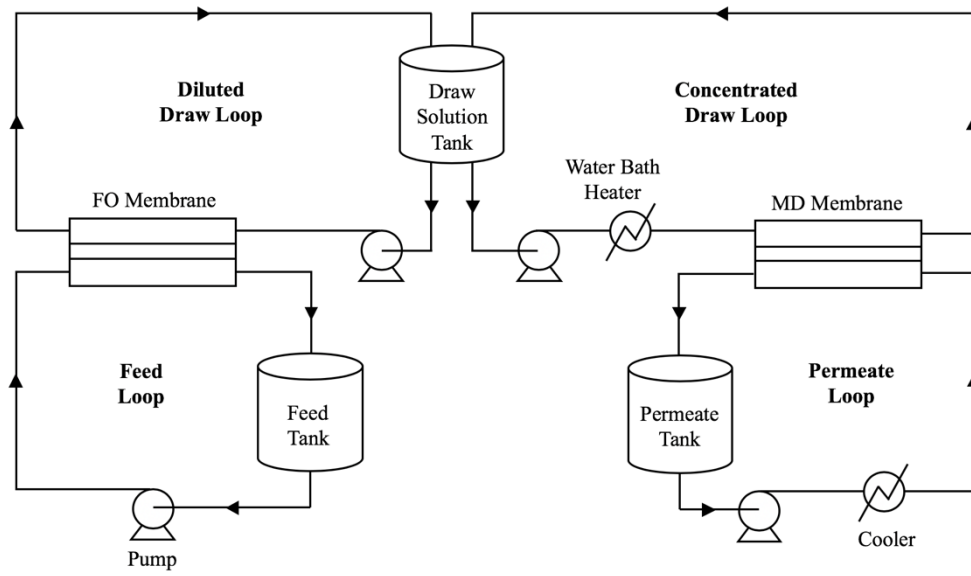 Diluted
Draw Loop
Draw
Solution
Tank
Concentrated
Draw Loop
Water Bath
Heater
FO Membrane
MD Membrane
Feed
Loop
Feed
Tank
Permeate
Tank
Permeate
Loop
Pump
Cooler